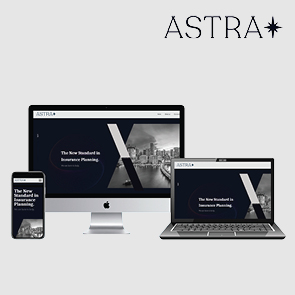 ASTRA
ASTRA
The New Standard in
Insurance Planning.
ASTRA
The New
Standard in
Insurance
Planning.
ASTRA
The New Standard in
Insurance Planning.